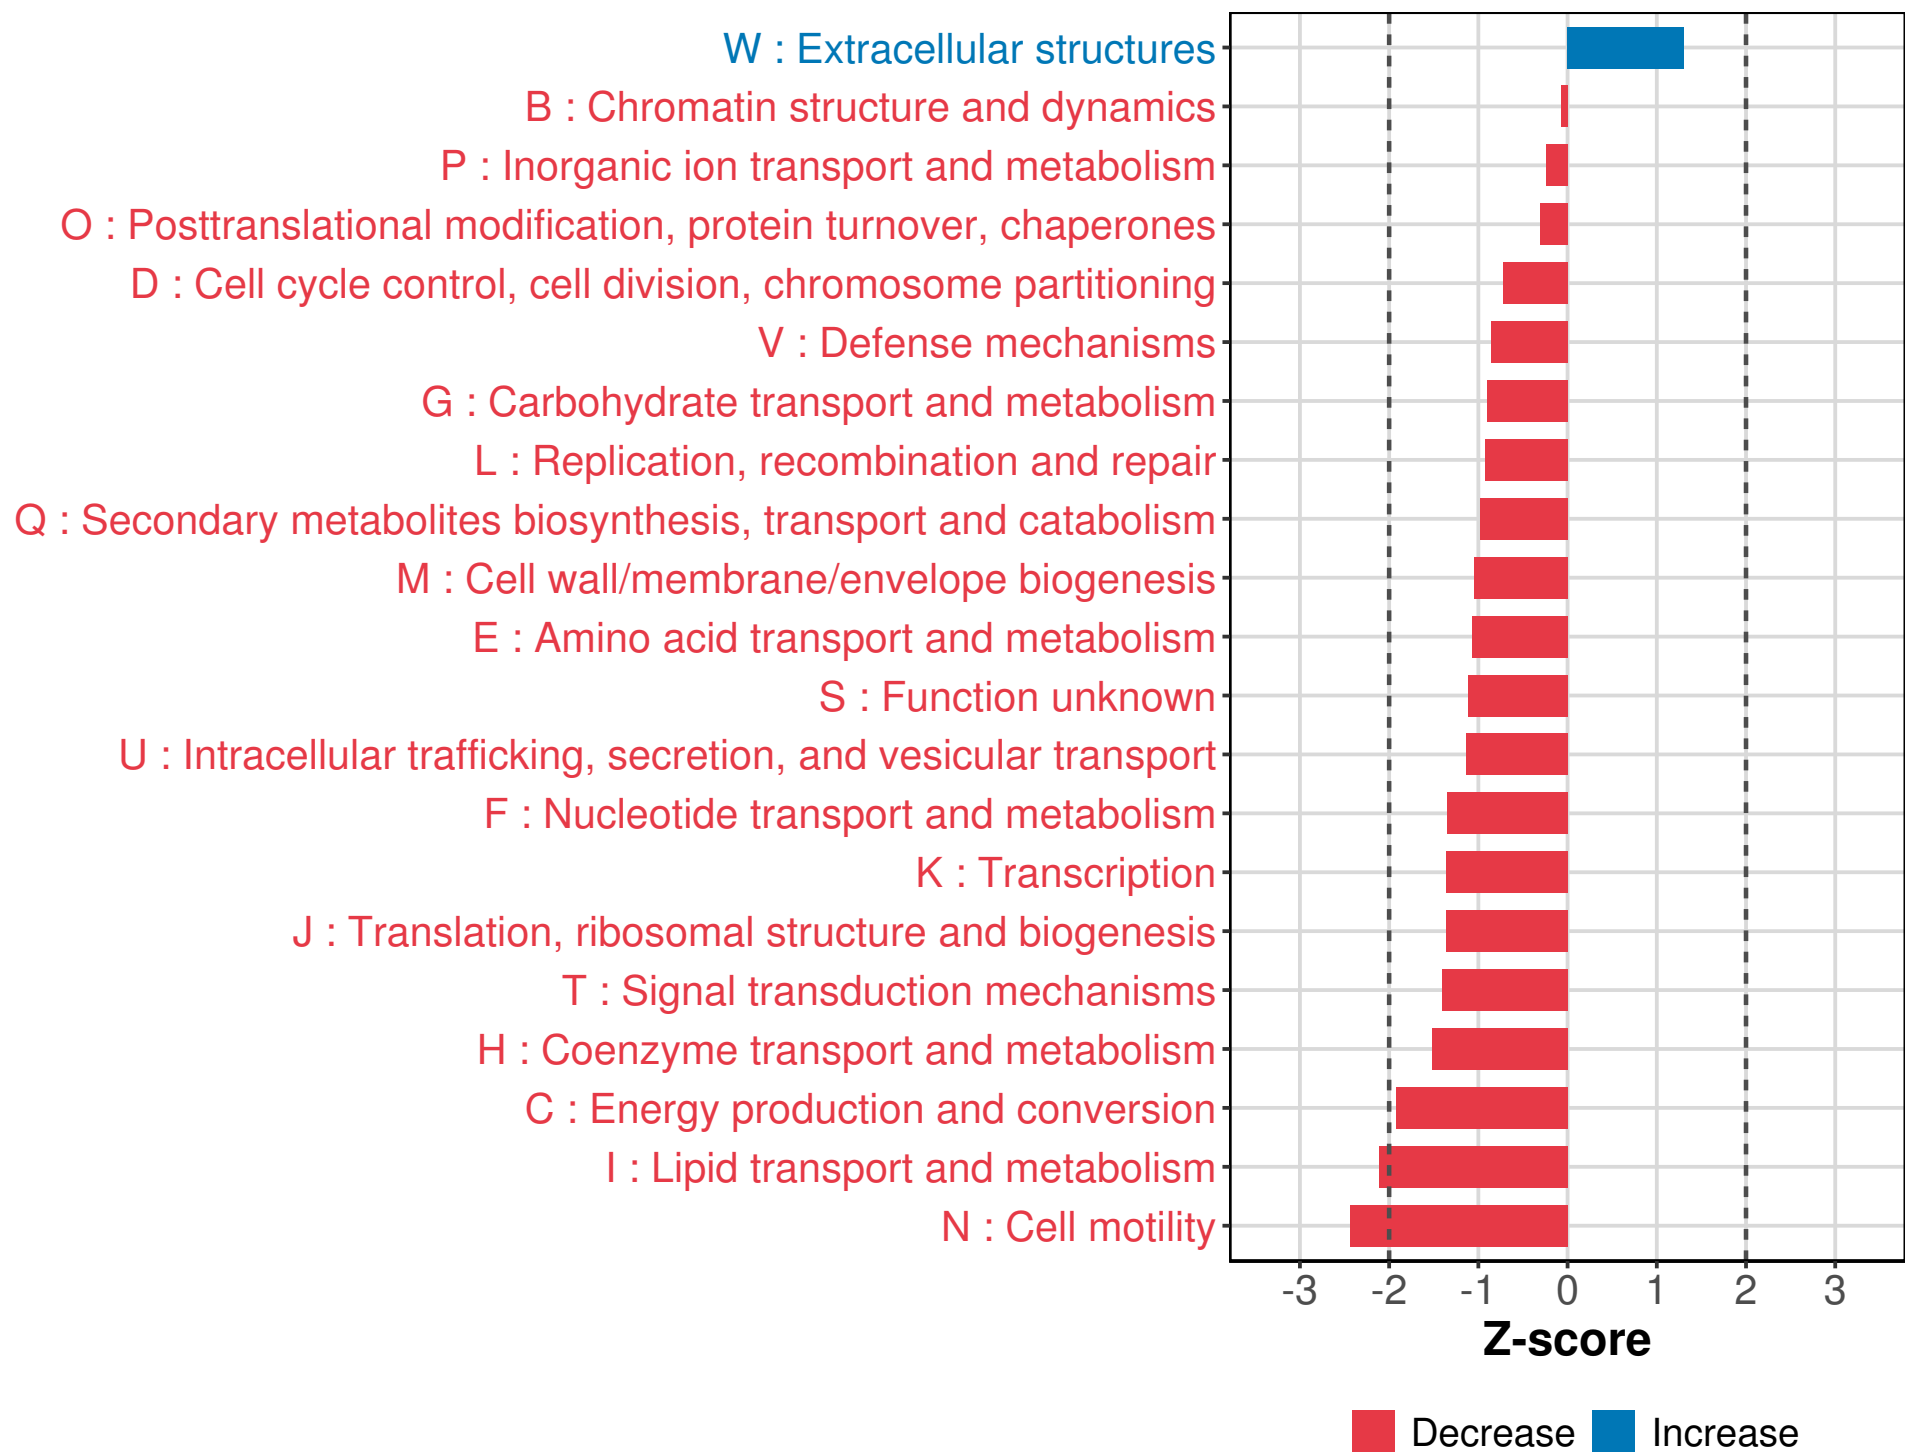 W : Extracellular structures
B : Chromatin structure and dynamics
P : Inorganic ion transport and metabolism
O : Posttranslational modification, protein turnover, chaperones
D : Cell cycle control, cell division, chromosome partitioning
V : Defense mechanisms
G : Carbohydrate transport and metabolism
L : Replication, recombination and repair
Q : Secondary metabolites biosynthesis, transport and catabolism
M : Cell wall/membrane/envelope biogenesis
E : Amino acid transport and metabolism
S : Function unknown
U : Intracellular trafficking, secretion, and vesicular transport
F : Nucleotide transport and metabolism
K : Transcription
J : Translation, ribosomal structure and biogenesis
T : Signal transduction mechanisms
H : Coenzyme transport and metabolism
C : Energy production and conversion
I : Lipid transport and metabolism
N : Cell motility
-3 -2 -1 0 1 2 3
Z-score
Decrease Increase